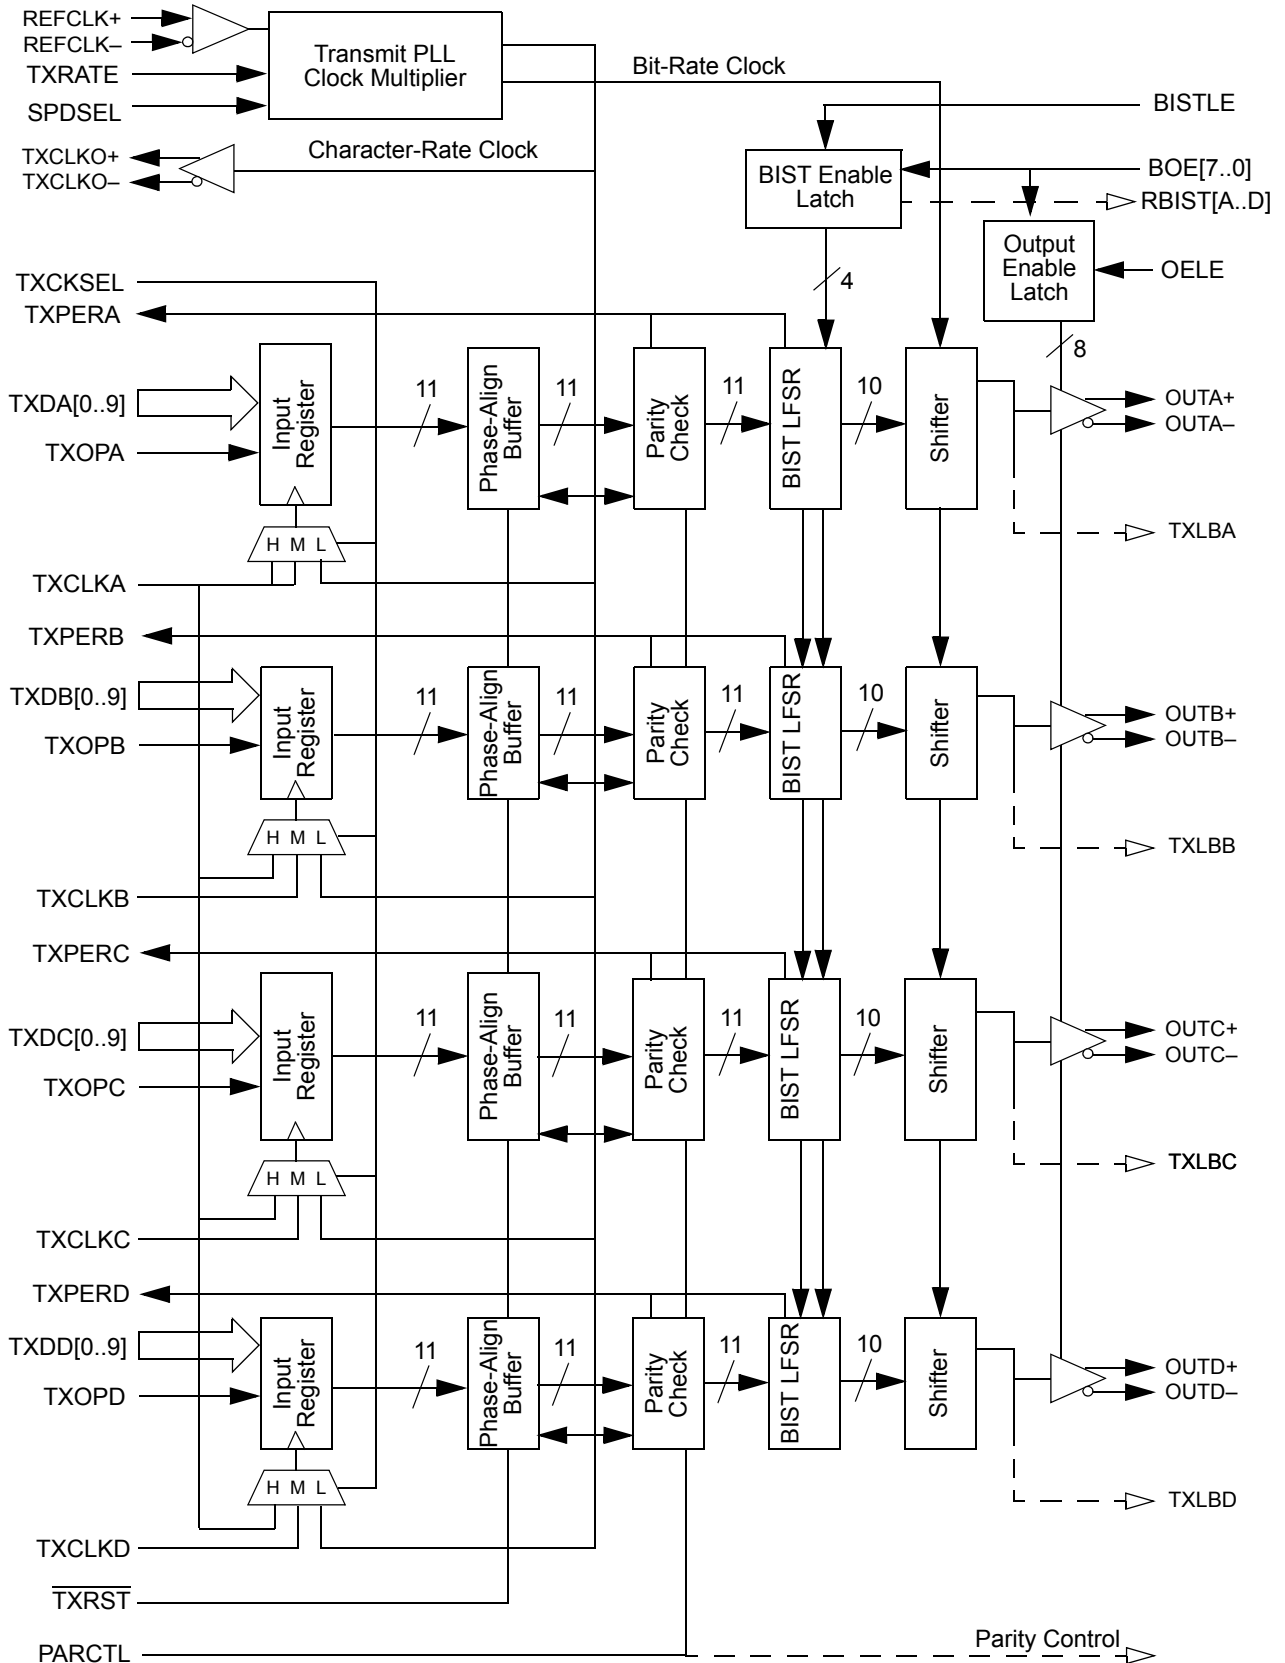 REFCLK+
REFCLK–
TXRATE
SPDSEL
Transmit PLL
Clock Multiplier
Bit-Rate Clock
BISTLE
TXCLKO+
TXCLKO–
Character-Rate Clock
BIST Enable
Latch
BOE[7..0]
RBIST[A..D]
Output
Enable
Latch
OELE
TXCKSEL
4
TXPERA
8
TXDA[0..9]
TXOPA
Input
Register
11
Phase-Align
Buffer
11
Parity
Check
11
BIST LFSR
10
Shifter
OUTA+
OUTA–
H M L
TXLBA
TXCLKA
TXPERB
TXDB[0..9]
TXOPB
Input
Register
11
Phase-Align
Buffer
11
Parity
Check
11
BIST LFSR
10
Shifter
OUTB+
OUTB–
H M L
TXLBB
TXCLKB
TXPERC
TXDC[0..9]
TXOPC
Input
Register
11
Phase-Align
Buffer
11
Parity
Check
11
BIST LFSR
10
Shifter
OUTC+
OUTC–
H M L
TXLBC
TXCLKC
TXPERD
TXDD[0..9]
TXOPD
Input
Register
11
Phase-Align
Buffer
11
Parity
Check
11
BIST LFSR
10
Shifter
OUTD+
OUTD–
H M L
TXLBD
TXCLKD
TXRST
PARCTL
Parity Control